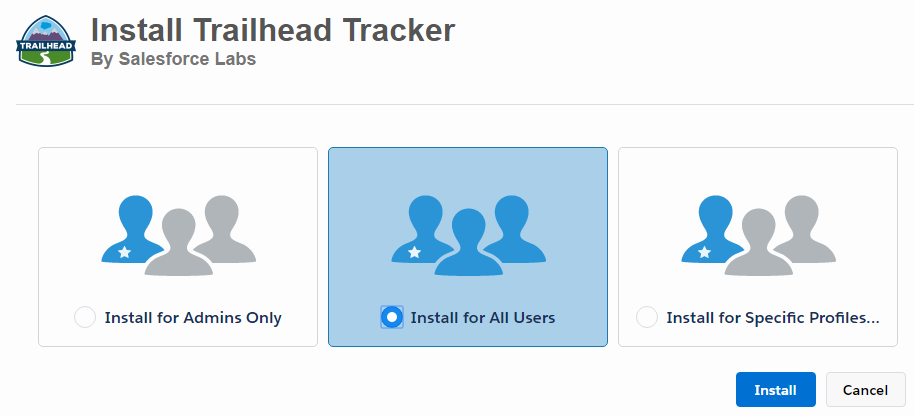 TRAILHEAD
Install Trailhead Tracker
By Salesforce Labs
Install for Admins Only
Install for All Users
Install for Specific Profiles...
Install
Cancel